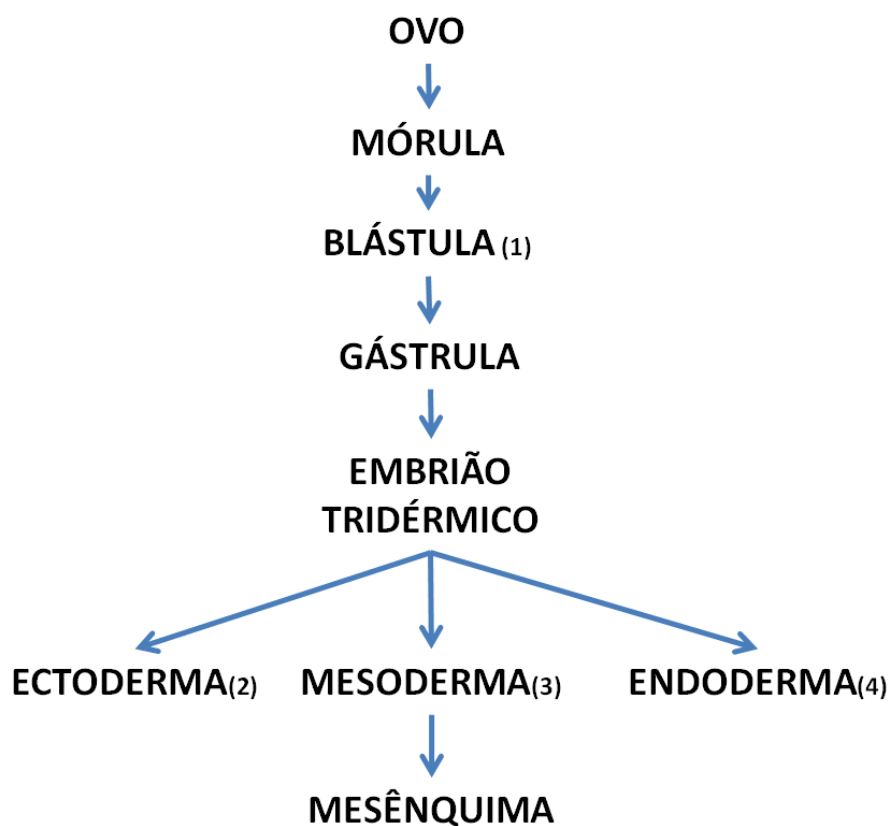 OVO
MÓRULA
BLÁSTULA (1)
GÁSTRULA
EMBRIÃO
TRIDÉRMICO
ECTODERMA(2) MESODERMA(3) ENDODERMA(4)
MESÊNQUIMA